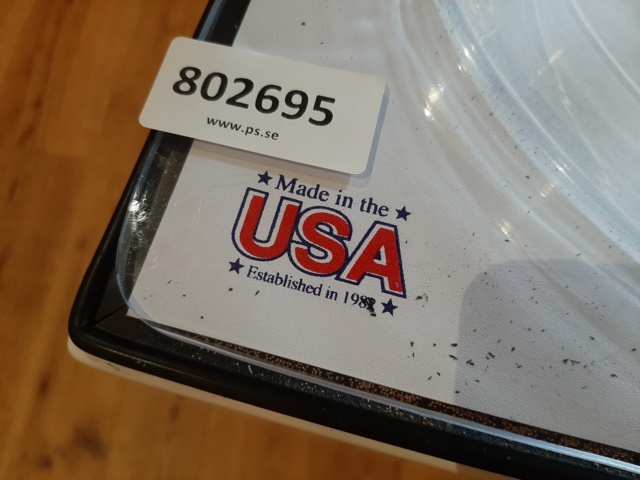 802695
www.ps.se
Made in the
USA
Established in